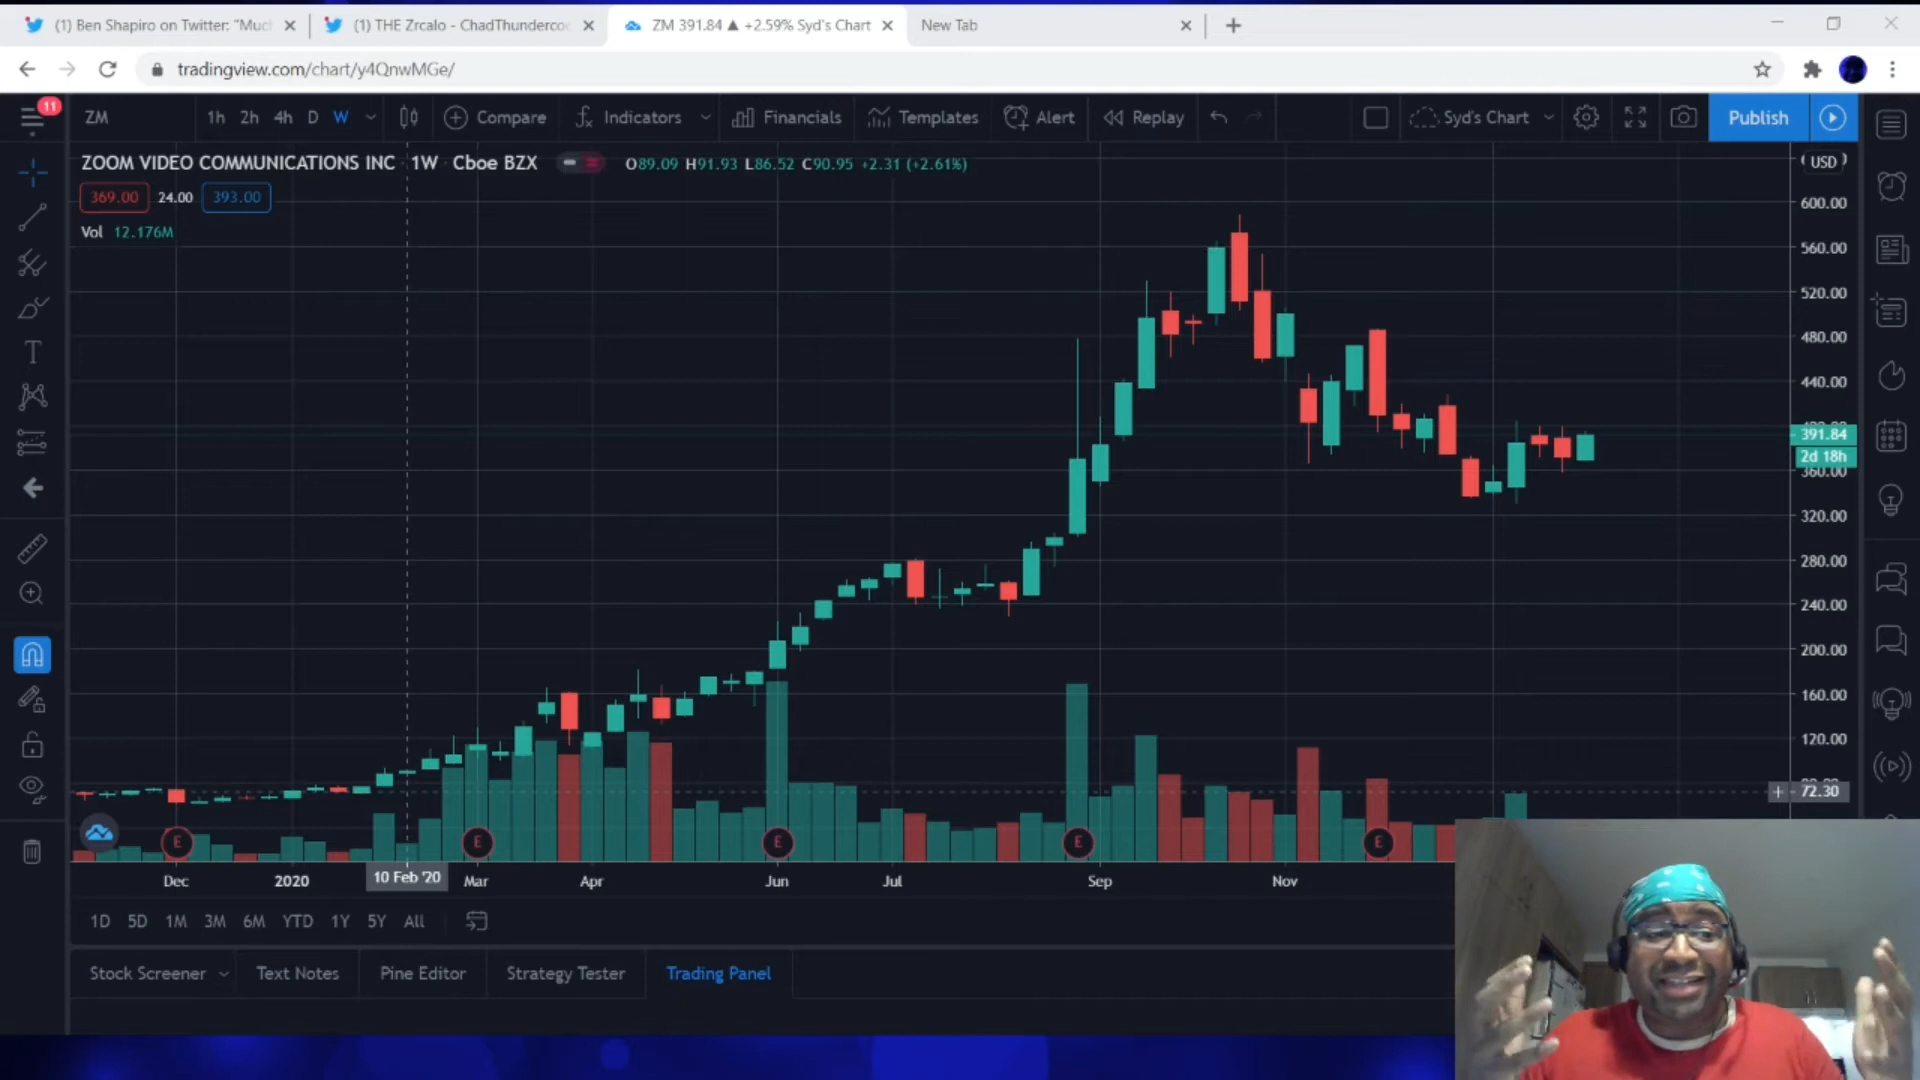 (1) Ben Shapiro on Twitter: "Mucl
(1) THE Zrcalo - ChadThunderco
ZM 391.84 ▲ +2.59% Syd's Chart
New Tab
tradingview.com/chart/y4QnwMGe/
11
ZM
1h 2h 4h D W
Compare
Indicators
Financials
Templates
Alert
Replay
Syd's Chart
Publish
ZOOM VIDEO COMMUNICATIONS INC 1W Cboe BZX
O89.09 H91.93 L86.52 C90.95 +2.31 (+2.61%)
USD
369.00 24.00 393.00
Vol 12.176M
600.00
560.00
520.00
480.00
440.00
391.84
2d 18h
360.00
320.00
280.00
240.00
200.00
160.00
120.00
72.30
E E E E E
Dec 2020 10 Feb '20 Mar Apr Jun Jul Sep Nov
1D 5D 1M 3M 6M YTD 1Y 5Y All
Stock Screener Text Notes Pine Editor Strategy Tester Trading Panel